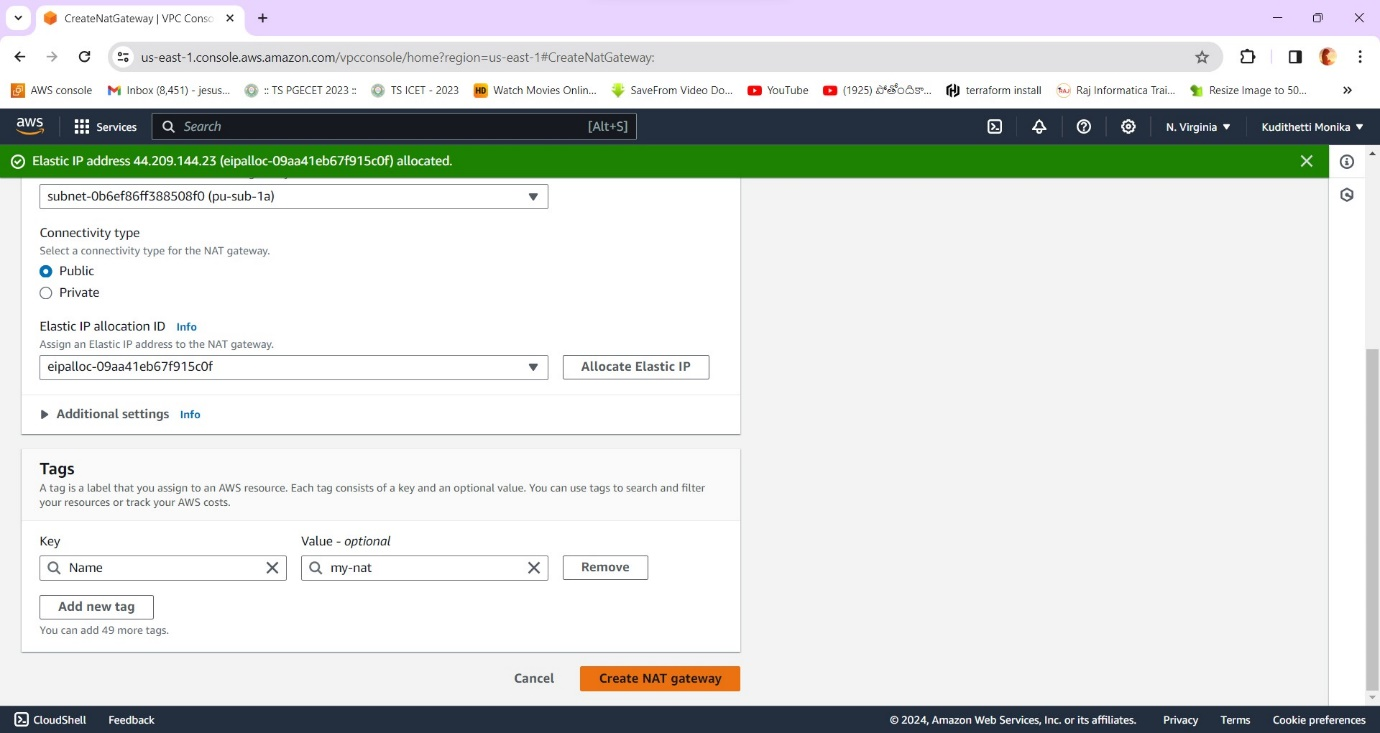 CreateNatGateway | VPC Conso
us-east-1.console.aws.amazon.com/vpcconsole/home?region=us-east-1#CreateNatGateway:
AWS console
Inbox (8,451) - jesus...
:: TS PGECET 2023 ::
TS ICET - 2023
HD Watch Movies Onlin...
SaveFrom Video Do...
YouTube
(1925)
terraform install
Raj Informatica Trai...
Resize Image to 50...
»
aws
Services
Search [Alt+S]
N. Virginia
Kudithetti Monika
Elastic IP address 44.209.144.23 (eipalloc-09aa41eb67f915c0f) allocated.
subnet-0b6ef86ff388508f0 (pu-sub-1a)
Connectivity type
Select a connectivity type for the NAT gateway.
Public
Private
Elastic IP allocation ID Info
Assign an Elastic IP address to the NAT gateway.
eipalloc-09aa41eb67f915c0f
Allocate Elastic IP
Additional settings Info
Tags
A tag is a label that you assign to an AWS resource. Each tag consists of a key and an optional value. You can use tags to search and filter
your resources or track your AWS costs.
Key
Value - optional
Name
my-nat
Remove
Add new tag
You can add 49 more tags.
Cancel
Create NAT gateway
CloudShell
Feedback
© 2024, Amazon Web Services, Inc. or its affiliates.
Privacy
Terms
Cookie preferences